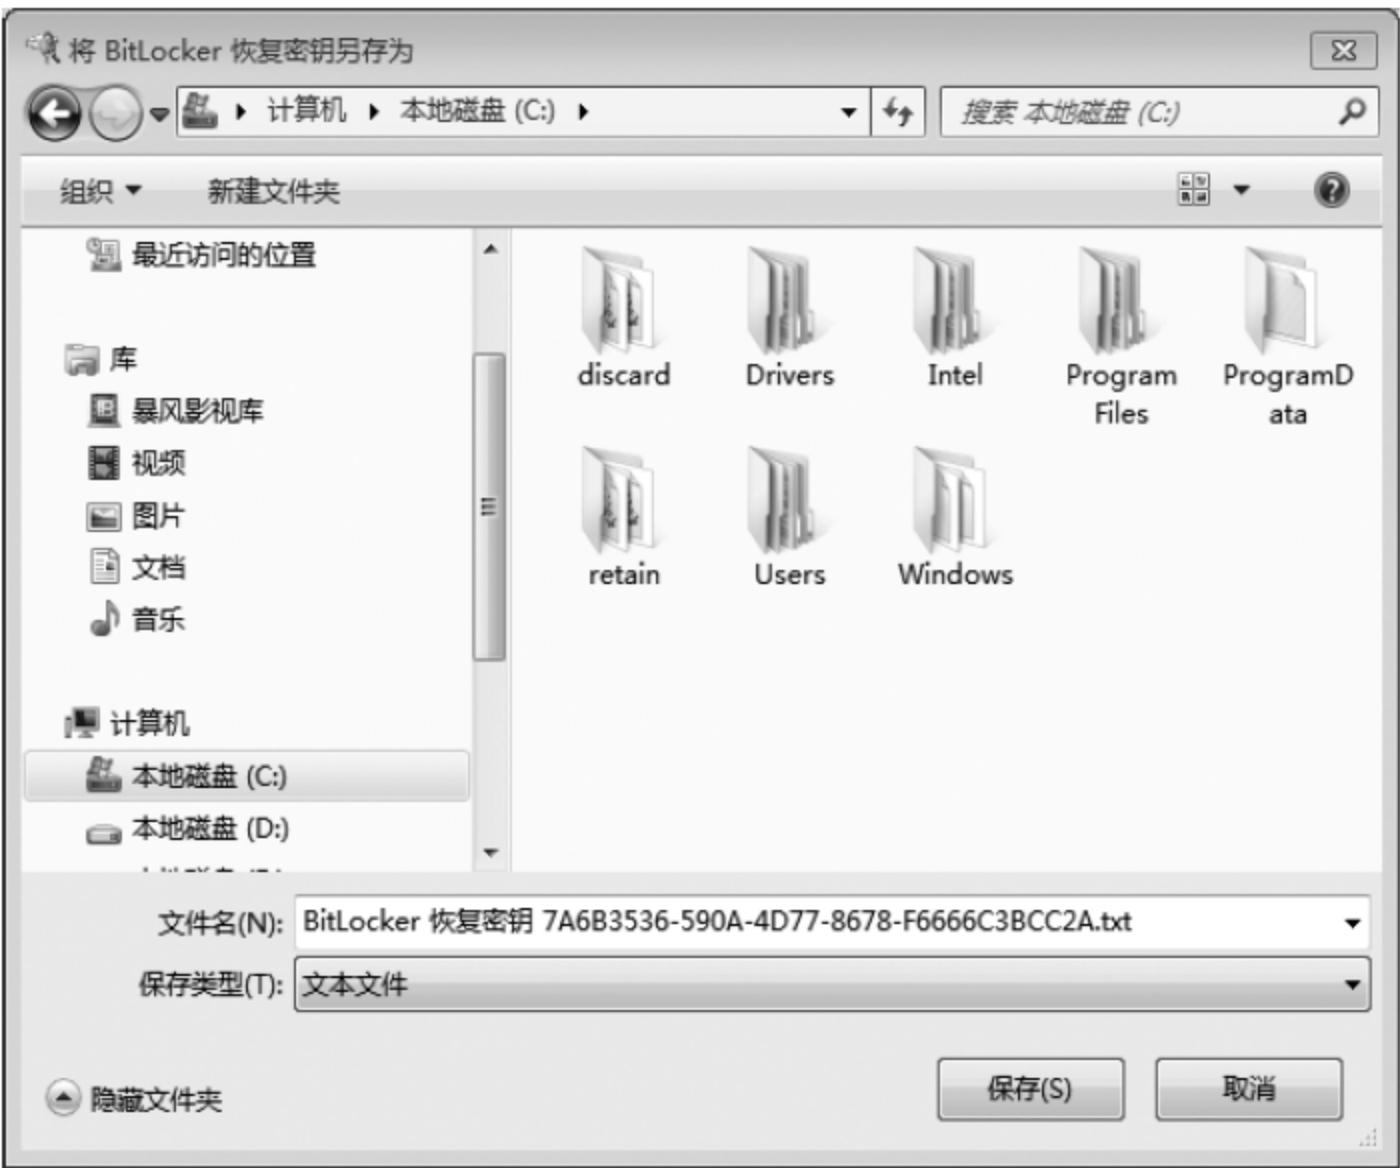 将 BitLocker 恢复密钥另存为
计算机 本地磁盘 (C:)
搜索 本地磁盘 (C:)
组织
新建文件夹
最近访问的位置
库
暴风影视库
视频
图片
文档
音乐
计算机
本地磁盘 (C:)
本地磁盘 (D:)
discard
Drivers
Intel
Program
Files
ProgramD
ata
retain
Users
Windows
文件名(N): BitLocker 恢复密钥 7A6B3536-590A-4D77-8678-F6666C3BCC2A.txt
保存类型(T): 文本文件
隐藏文件夹
保存(S)
取消